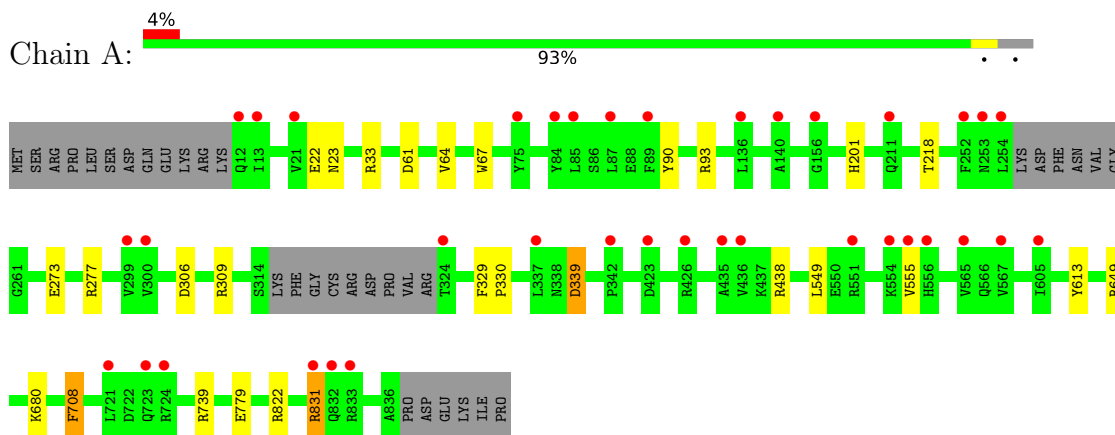 4%
Chain A:
93%
MET SER ARG PRO LEU SER ASP GLN GLU LYS ARG LYS Q12 I13 V21 E22 N23 R33 D61 V64 W67 Y75 Y84 L85 S86 L87 E88 F89 Y90 R93 L136 A140 G156 H201 Q211 T218 F252 N253 L254 LYS ASP PHE ASN VAL GLY
G261 E273 R277 V299 V300 D306 R309 S314 LYS PHE GLY CYS ARG ASP PRO VAL ARG T324 F329 P330 L337 N338 D339 P342 D423 R426 A435 V436 K437 R438 L549 E550 R551 K554 V555 H556 V565 Q566 V567 I605 Y613 R649
K680 F708 L721 D722 Q723 R724 R739 E779 R822 R831 Q832 R833 A836 PRO ASP GLU LYS ILE PRO